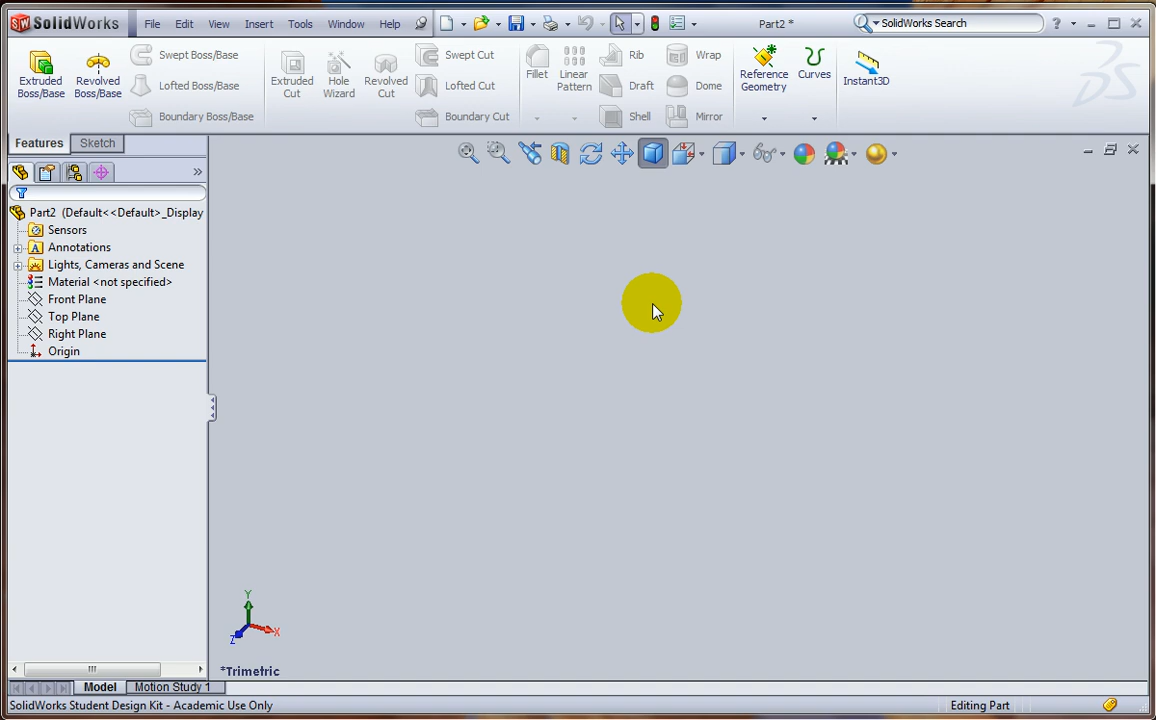 SW SolidWorks File Edit View Insert Tools Window Help Part2 * SolidWorks Search ?
Extruded Boss/Base
Revolved Boss/Base
Swept Boss/Base
Lofted Boss/Base
Boundary Boss/Base
Extruded Cut
Hole Wizard
Revolved Cut
Swept Cut
Lofted Cut
Boundary Cut
Fillet
Linear Pattern
Rib
Draft
Shell
Wrap
Dome
Mirror
Reference Geometry
Curves
Instant3D
Features Sketch
Part2 (Default<<Default>_Display
Sensors
A Annotations
Lights, Cameras and Scene
Material <not specified>
Front Plane
Top Plane
Right Plane
Origin
Y
X
Z
*Trimetric
Model Motion Study 1
SolidWorks Student Design Kit - Academic Use Only Editing Part